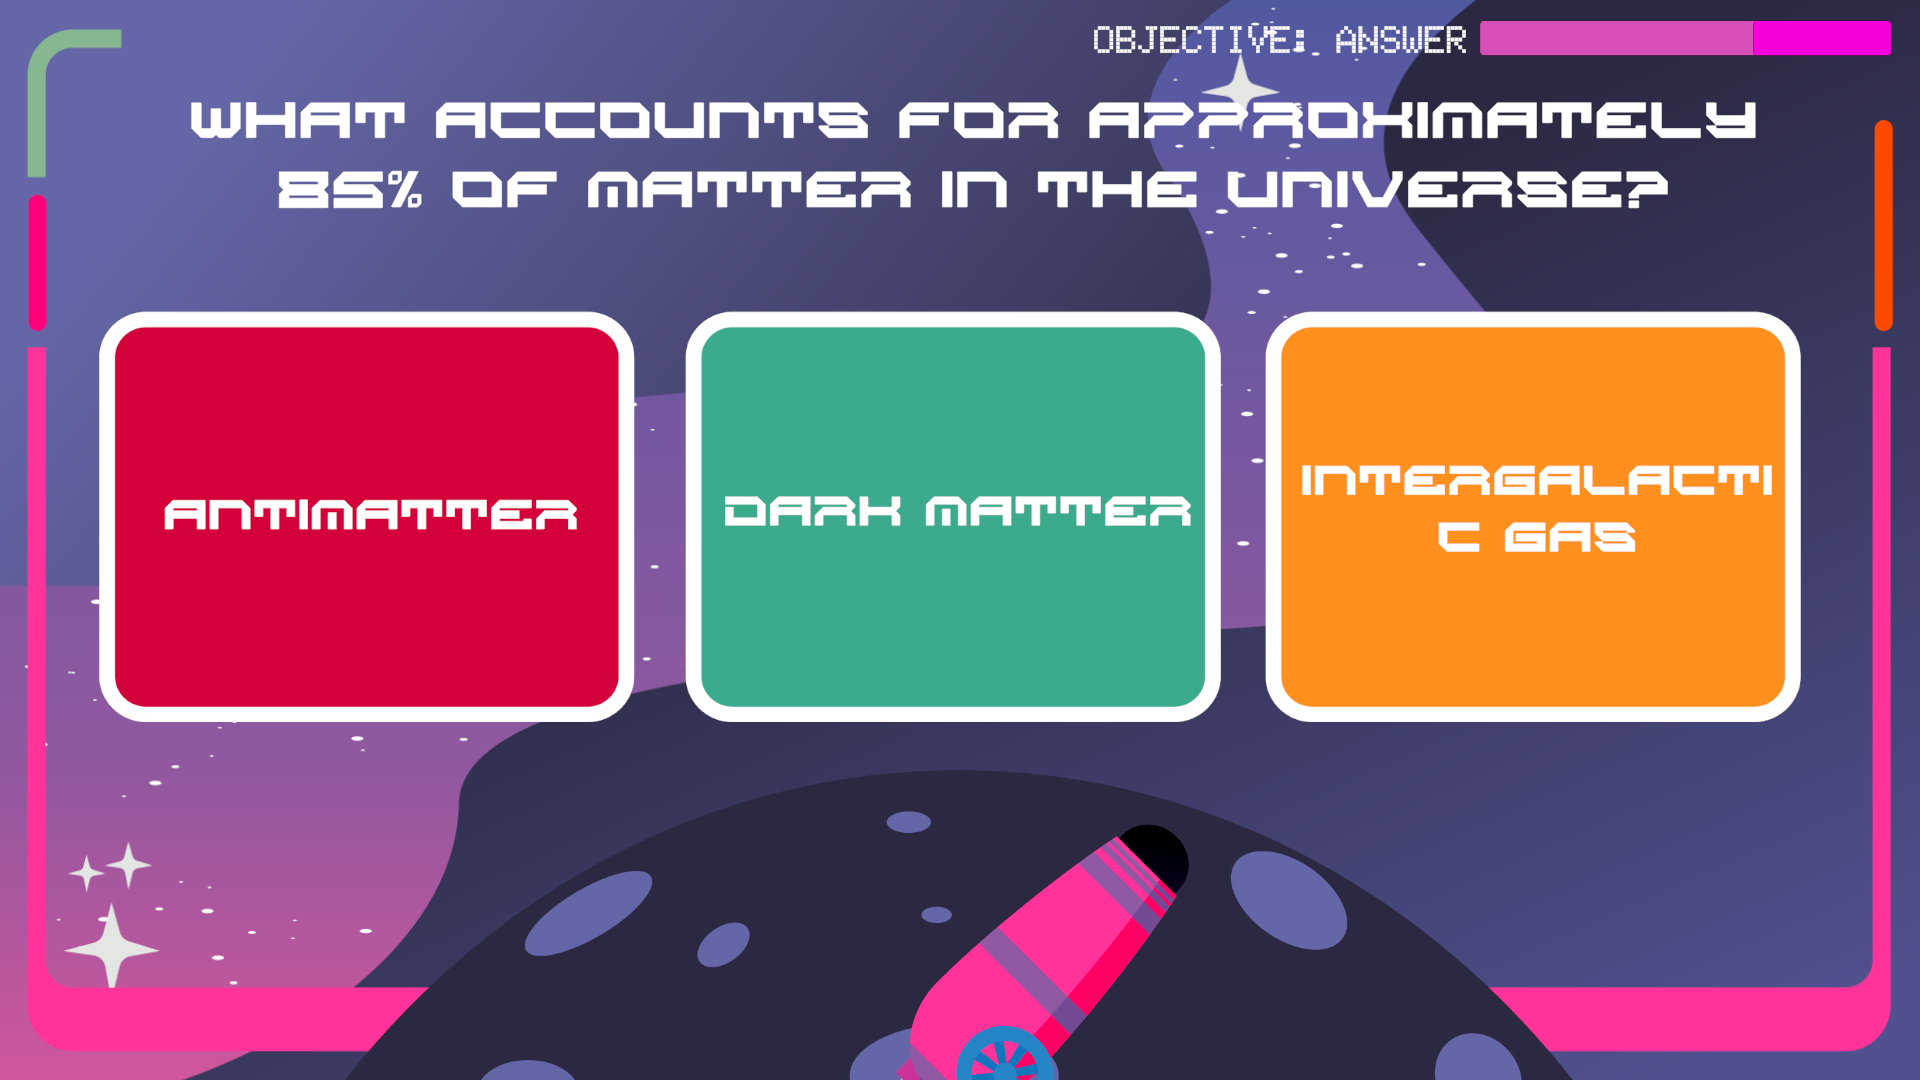 OBJECTIVE: ANSWER
WHAT ACCOUNTS FOR APPROXIMATELY
85% OF MATTER IN THE UNIVERSE?
ANTIMATTER
DARK MATTER
INTERGALACTI
C GAS